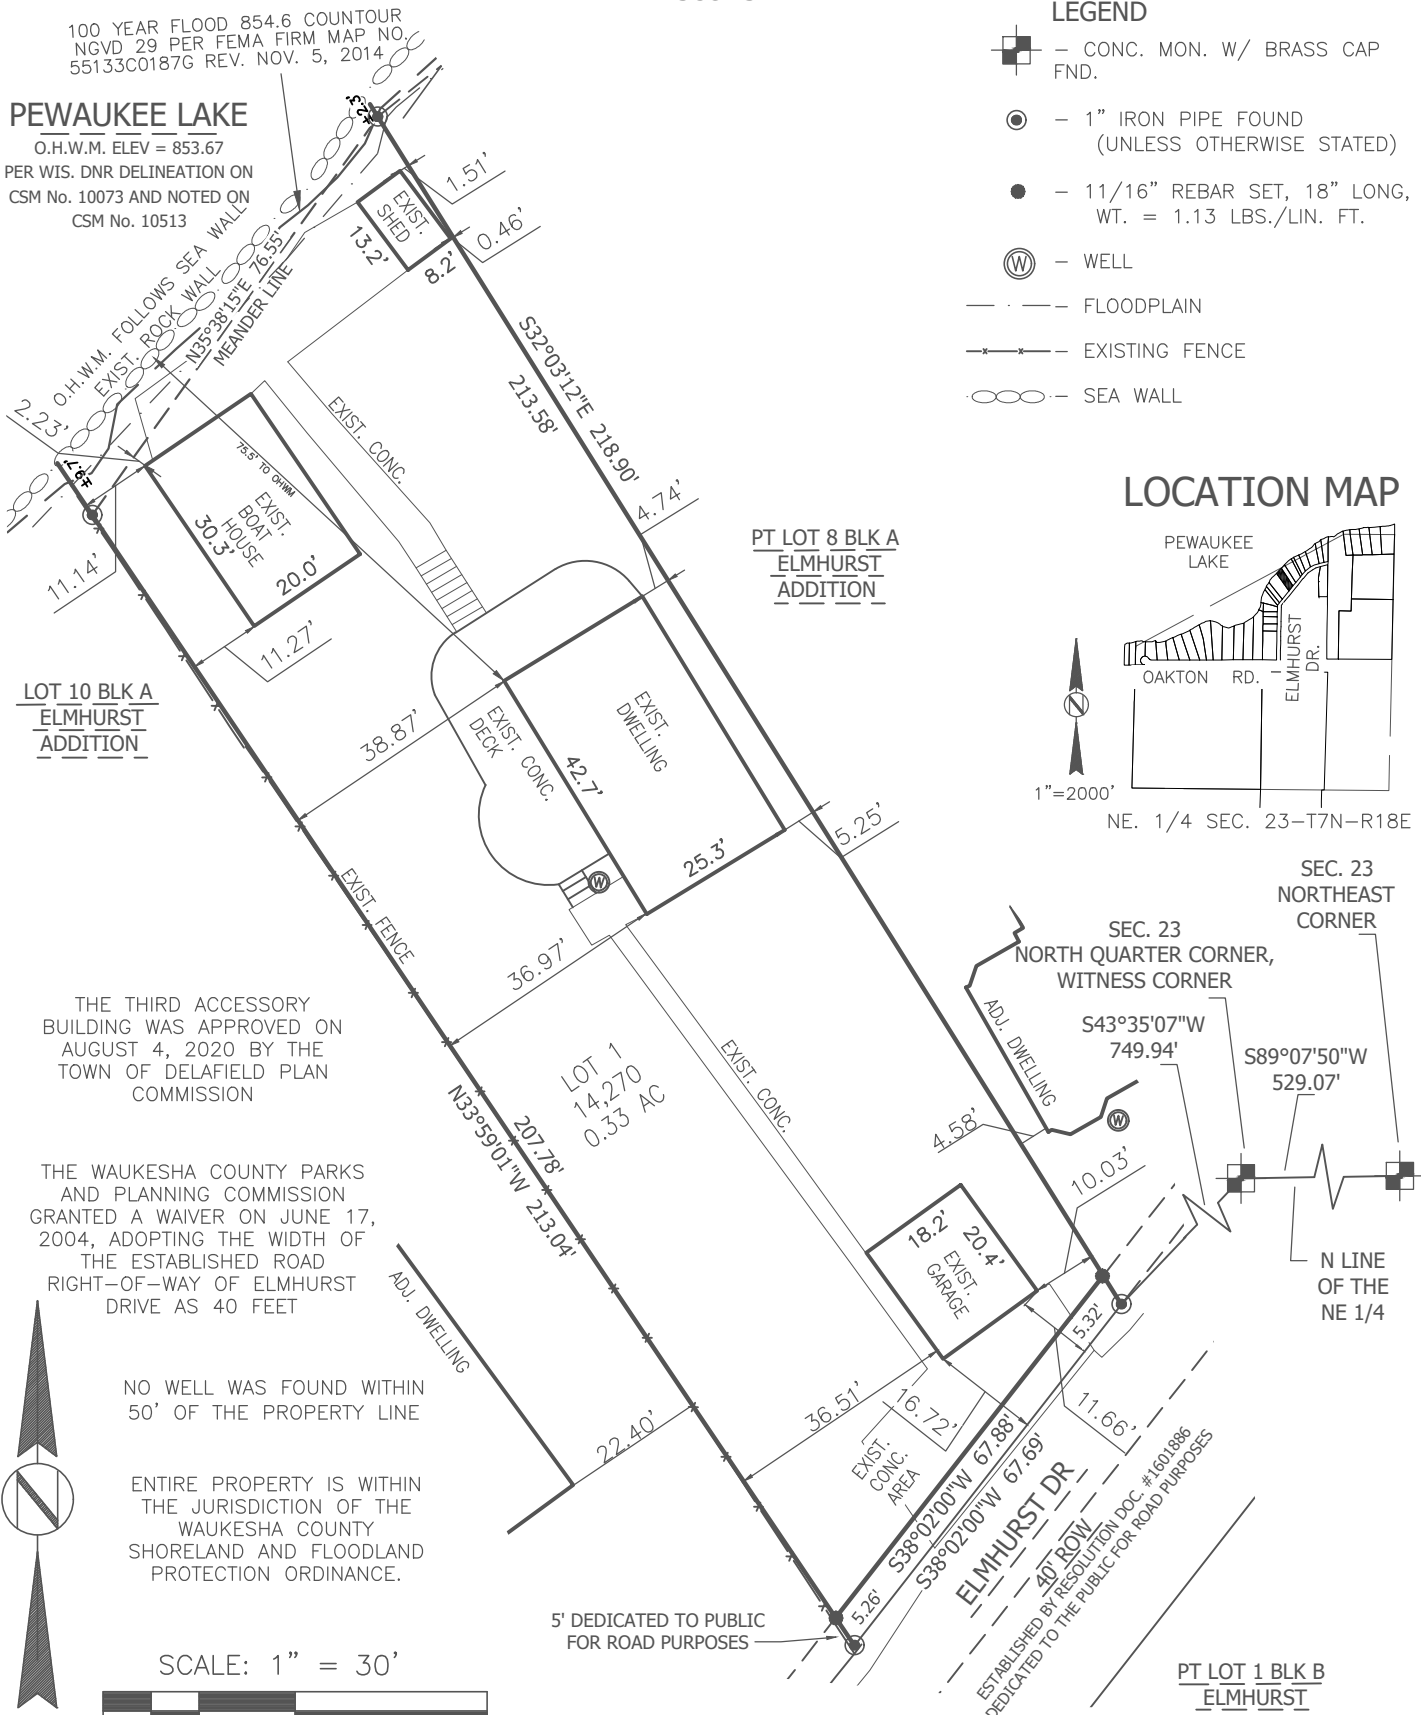 100 YEAR FLOOD 854.6 COUNTOUR
NGVD 29 PER FEMA FIRM MAP NO.
55133C0187G REV. NOV. 5, 2014
PEWAUKEE LAKE
O.H.W.M. ELEV = 853.67
PER WIS. DNR DELINEATION ON
CSM No. 10073 AND NOTED ON
CSM No. 10513
LEGEND
– CONC. MON. W/ BRASS CAP
FND.
– 1” IRON PIPE FOUND
(UNLESS OTHERWISE STATED)
– 11/16” REBAR SET, 18” LONG,
WT. = 1.13 LBS./LIN. FT.
W – WELL
– FLOODPLAIN
– EXISTING FENCE
– SEA WALL
±2.3'
1.51’
0.46’
EXIST.
SHED
13.2’
8.2’
O.H.W.M. FOLLOWS SEA WALL
EXIST. ROCK WALL
N35°38'15"E 76.55'
MEANDER LINE
2.23’
±9.7'
11.14’
EXIST.
BOAT
HOUSE
30.3’
20.0’
75.5' TO OHWM
11.27’
EXIST. CONC.
S32°03'12"E 218.90'
213.58'
4.74’
PT LOT 8 BLK A
ELMHURST
ADDITION
LOT 10 BLK A
ELMHURST
ADDITION
38.87’
EXIST. CONC.
DECK
EXIST.
DWELLING
42.7’
25.3’
5.25’
W
EXIST. FENCE
36.97’
LOCATION MAP
PEWAUKEE
LAKE
OAKTON RD.
ELMHURST
DR.
N
1”=2000’
NE. 1/4 SEC. 23–T7N–R18E
SEC. 23
NORTHEAST
CORNER
SEC. 23
NORTH QUARTER CORNER,
WITNESS CORNER
S43°35'07"W
749.94'
S89°07'50"W
529.07'
N LINE
OF THE
NE 1/4
ADJ. DWELLING
W
4.58’
10.03’
THE THIRD ACCESSORY
BUILDING WAS APPROVED ON
AUGUST 4, 2020 BY THE
TOWN OF DELAFIELD PLAN
COMMISSION
LOT 1
14,270
0.33 AC
EXIST. CONC.
207.78'
N33°59'01"W 213.04'
THE WAUKESHA COUNTY PARKS
AND PLANNING COMMISSION
GRANTED A WAIVER ON JUNE 17,
2004, ADOPTING THE WIDTH OF
THE ESTABLISHED ROAD
RIGHT–OF–WAY OF ELMHURST
DRIVE AS 40 FEET
ADJ. DWELLING
18.2’
20.4’
EXIST.
GARAGE
5.32'
36.51’
16.72’
11.66’
22.40’
EXIST.
CONC.
AREA
NO WELL WAS FOUND WITHIN
50’ OF THE PROPERTY LINE
N
ENTIRE PROPERTY IS WITHIN
THE JURISDICTION OF THE
WAUKESHA COUNTY
SHORELAND AND FLOODLAND
PROTECTION ORDINANCE.
S38°02'00"W 67.88'
S38°02'00"W 67.69'
ELMHURST DR
40' ROW
ESTABLISHED BY RESOLUTION DOC. #1601886
DEDICATED TO THE PUBLIC FOR ROAD PURPOSES
5.26'
5' DEDICATED TO PUBLIC
FOR ROAD PURPOSES
SCALE: 1” = 30’
PT LOT 1 BLK B
ELMHURST